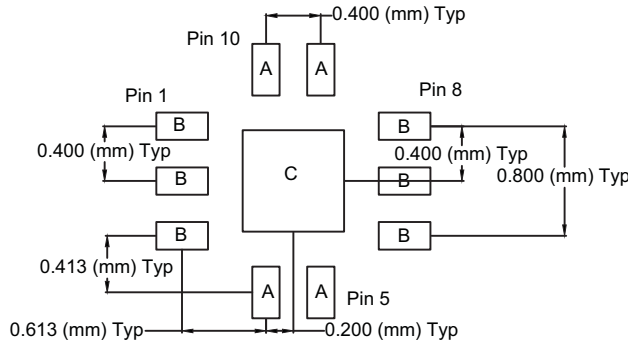 0.400 (mm) Typ
Pin 10
A A
Pin 1
Pin 8
B B
0.400 (mm) Typ
0.400 (mm) Typ
0.800 (mm) Typ
C
B B
B B
0.413 (mm) Typ
A A
Pin 5
0.613 (mm) Typ
0.200 (mm) Typ